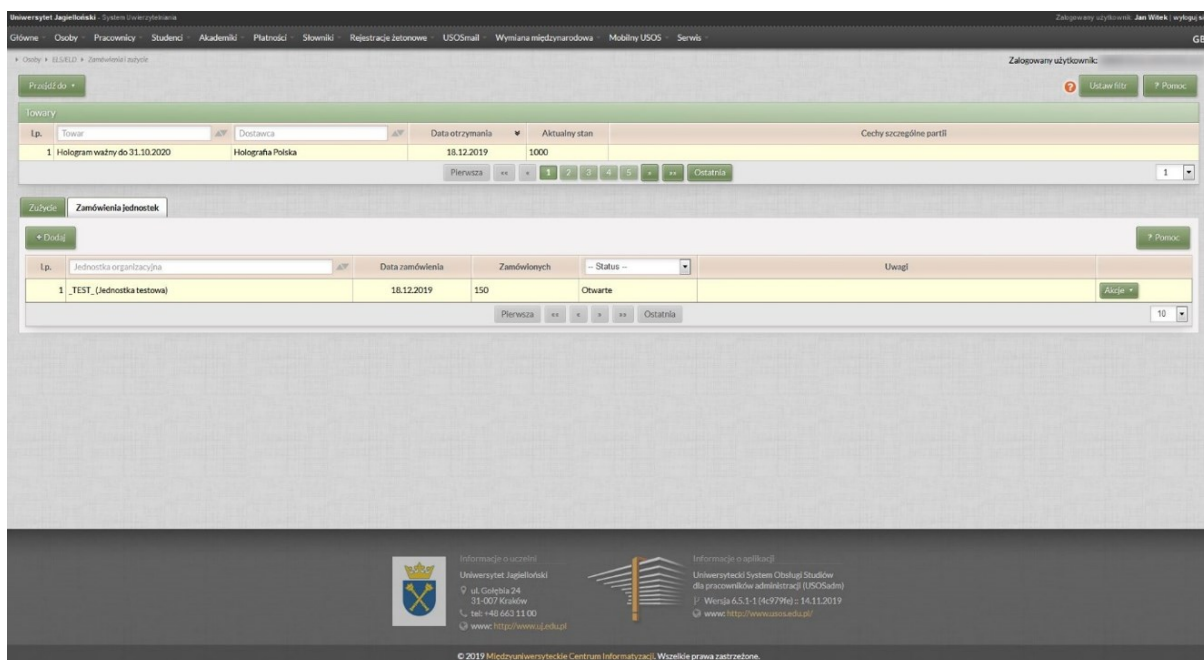 Uniwersytet Jagielloński - System Uwierzytelniania
Zalogowany użytkownik: Jan Witek | wyloguj si
Główne Osoby Pracownicy Studenci Akademiki Płatności Słowniki Rejestracje żetonowe USOSmail Wymiana międzynarodowa Mobilny USOS Serwis
GB
Osoby ELS/ELD Zamówienia i zużycie
Zalogowany użytkownik:
Przejdź do
? Ustaw filtr ? Pomoc
Towary
Lp. Towar Dostawca Data otrzymania Aktualny stan Cechy szczególne partii
1 Hologram ważny do 31.10.2020 Holografia Polska 18.12.2019 1000
Pierwsza «« « 1 2 3 4 5 » »» Ostatnia 1
Zużycie Zamówienia jednostek
+ Dodaj
? Pomoc
Lp. Jednostka organizacyjna Data zamówienia Zamówionych -- Status -- Uwagi
1 _TEST_ (Jednostka testowa) 18.12.2019 150 Otwarte Akcje
Pierwsza «« « » »» Ostatnia 10
Informacje o uczelni
Uniwersytet Jagielloński
ul. Gołębia 24
31-007 Kraków
tel: +48 663 11 00
www: http://www.uj.edu.pl
Informacje o aplikacji
Uniwersytecki System Obsługi Studiów
dla pracowników administracji (USOSadm)
Wersja 6.5.1-1 (4c979fe) :: 14.11.2019
www: http://www.usos.edu.pl/
© 2019 Międzyuniwersyteckie Centrum Informatyzacji. Wszelkie prawa zastrzeżone.